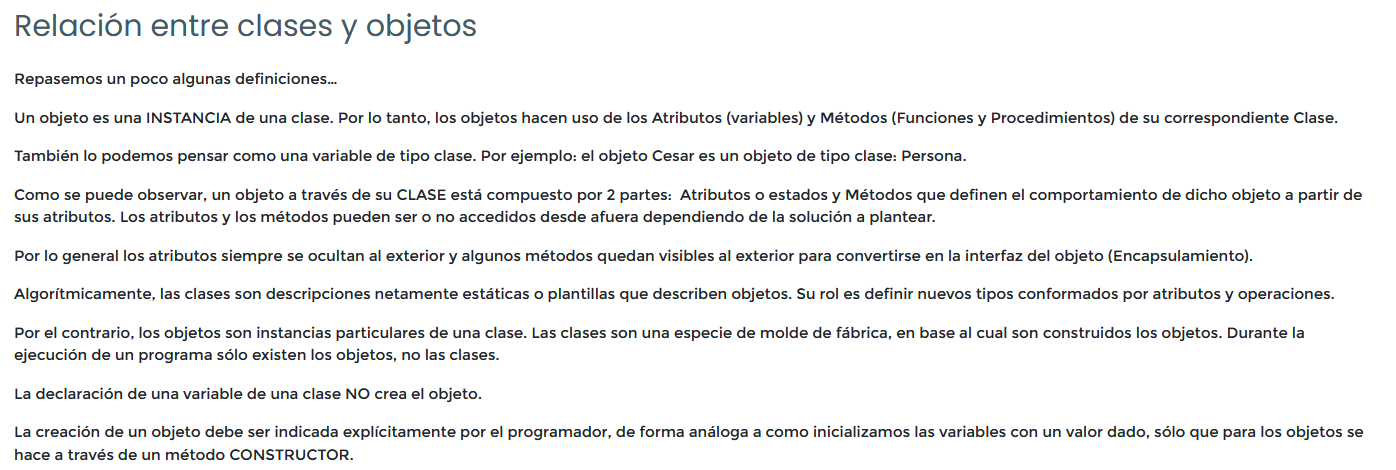 Relación entre clases y objetos
Repasemos un poco algunas definiciones...
Un objeto es una INSTANCIA de una clase. Por lo tanto, los objetos hacen uso de los Atributos (variables) y Métodos (Funciones y Procedimientos) de su correspondiente Clase.
También lo podemos pensar como una variable de tipo clase. Por ejemplo: el objeto Cesar es un objeto de tipo clase: Persona.
Como se puede observar, un objeto a través de su CLASE está compuesto por 2 partes:  Atributos o estados y Métodos que definen el comportamiento de dicho objeto a partir de
sus atributos. Los atributos y los métodos pueden ser o no accedidos desde afuera dependiendo de la solución a plantear.
Por lo general los atributos siempre se ocultan al exterior y algunos métodos quedan visibles al exterior para convertirse en la interfaz del objeto (Encapsulamiento).
Algorítmicamente, las clases son descripciones netamente estáticas o plantillas que describen objetos. Su rol es definir nuevos tipos conformados por atributos y operaciones.
Por el contrario, los objetos son instancias particulares de una clase. Las clases son una especie de molde de fábrica, en base al cual son construidos los objetos. Durante la
ejecución de un programa sólo existen los objetos, no las clases.
La declaración de una variable de una clase NO crea el objeto.
La creación de un objeto debe ser indicada explícitamente por el programador, de forma análoga a como inicializamos las variables con un valor dado, sólo que para los objetos se
hace a través de un método CONSTRUCTOR.